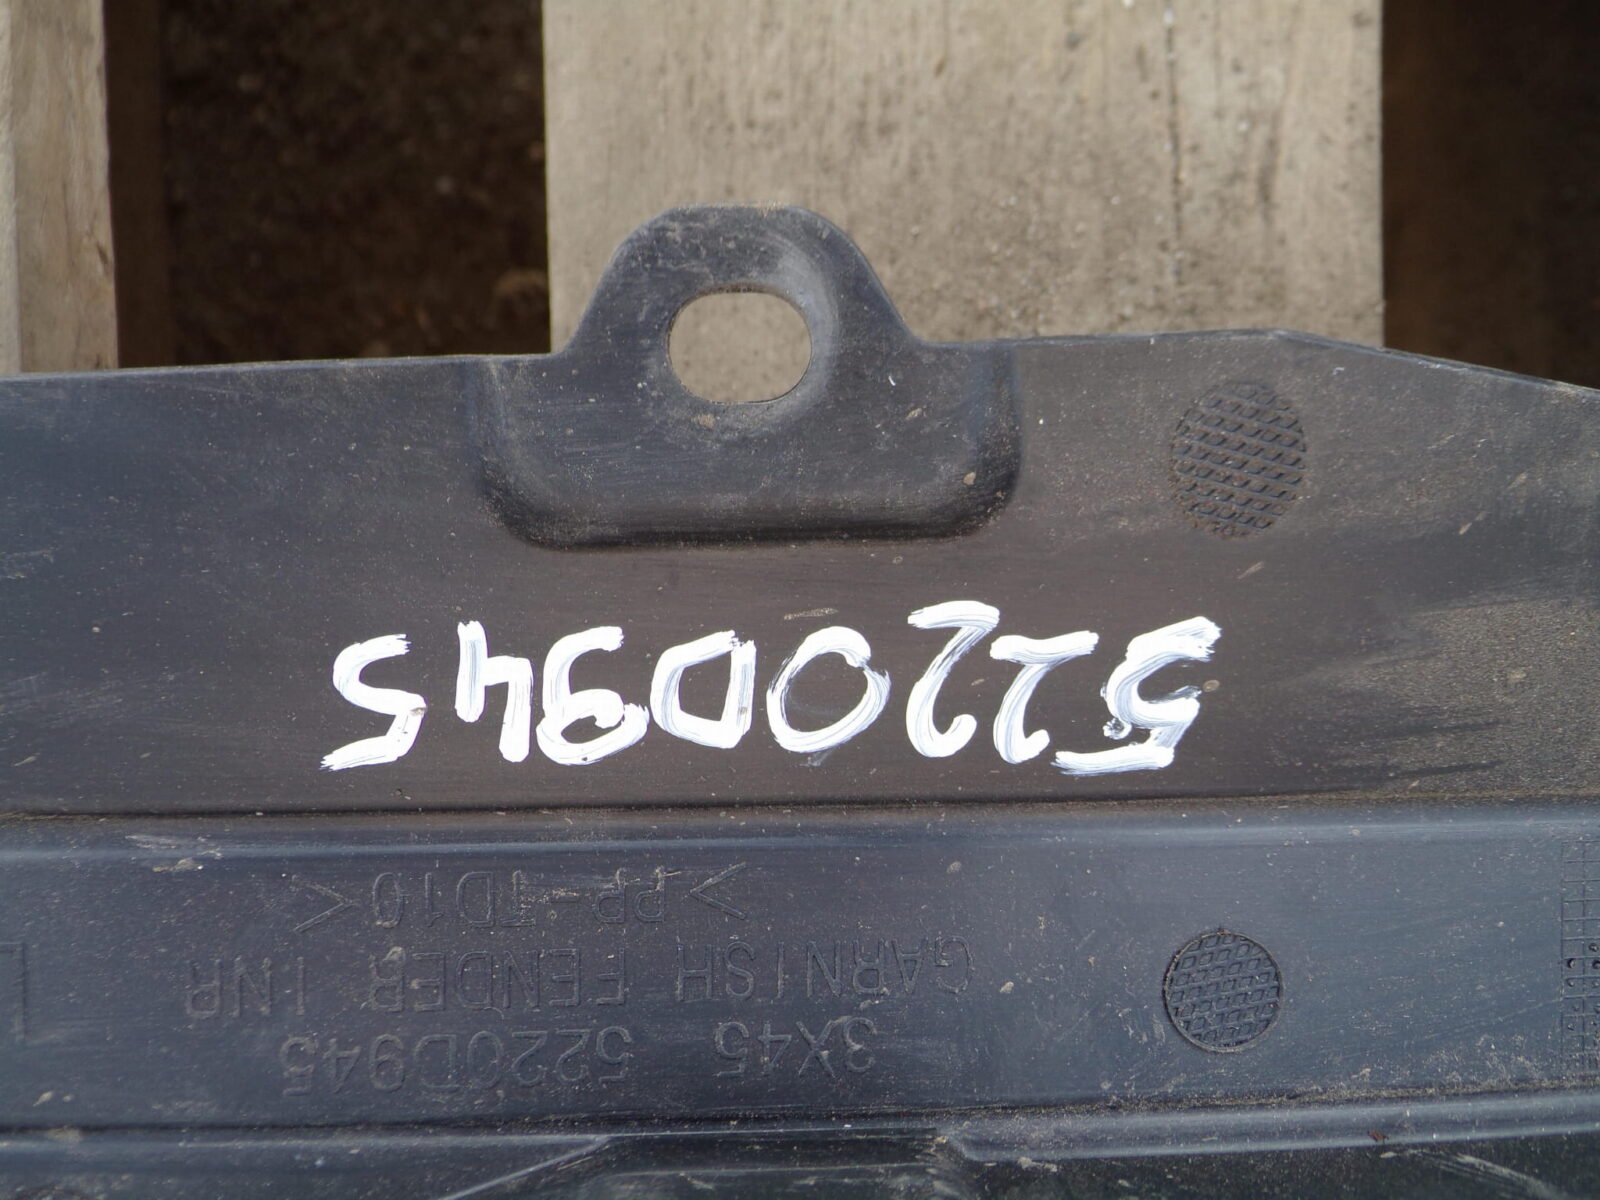 3X45 5220D945
GARNISH FENDER INR
>PP-TD10<
5220D945